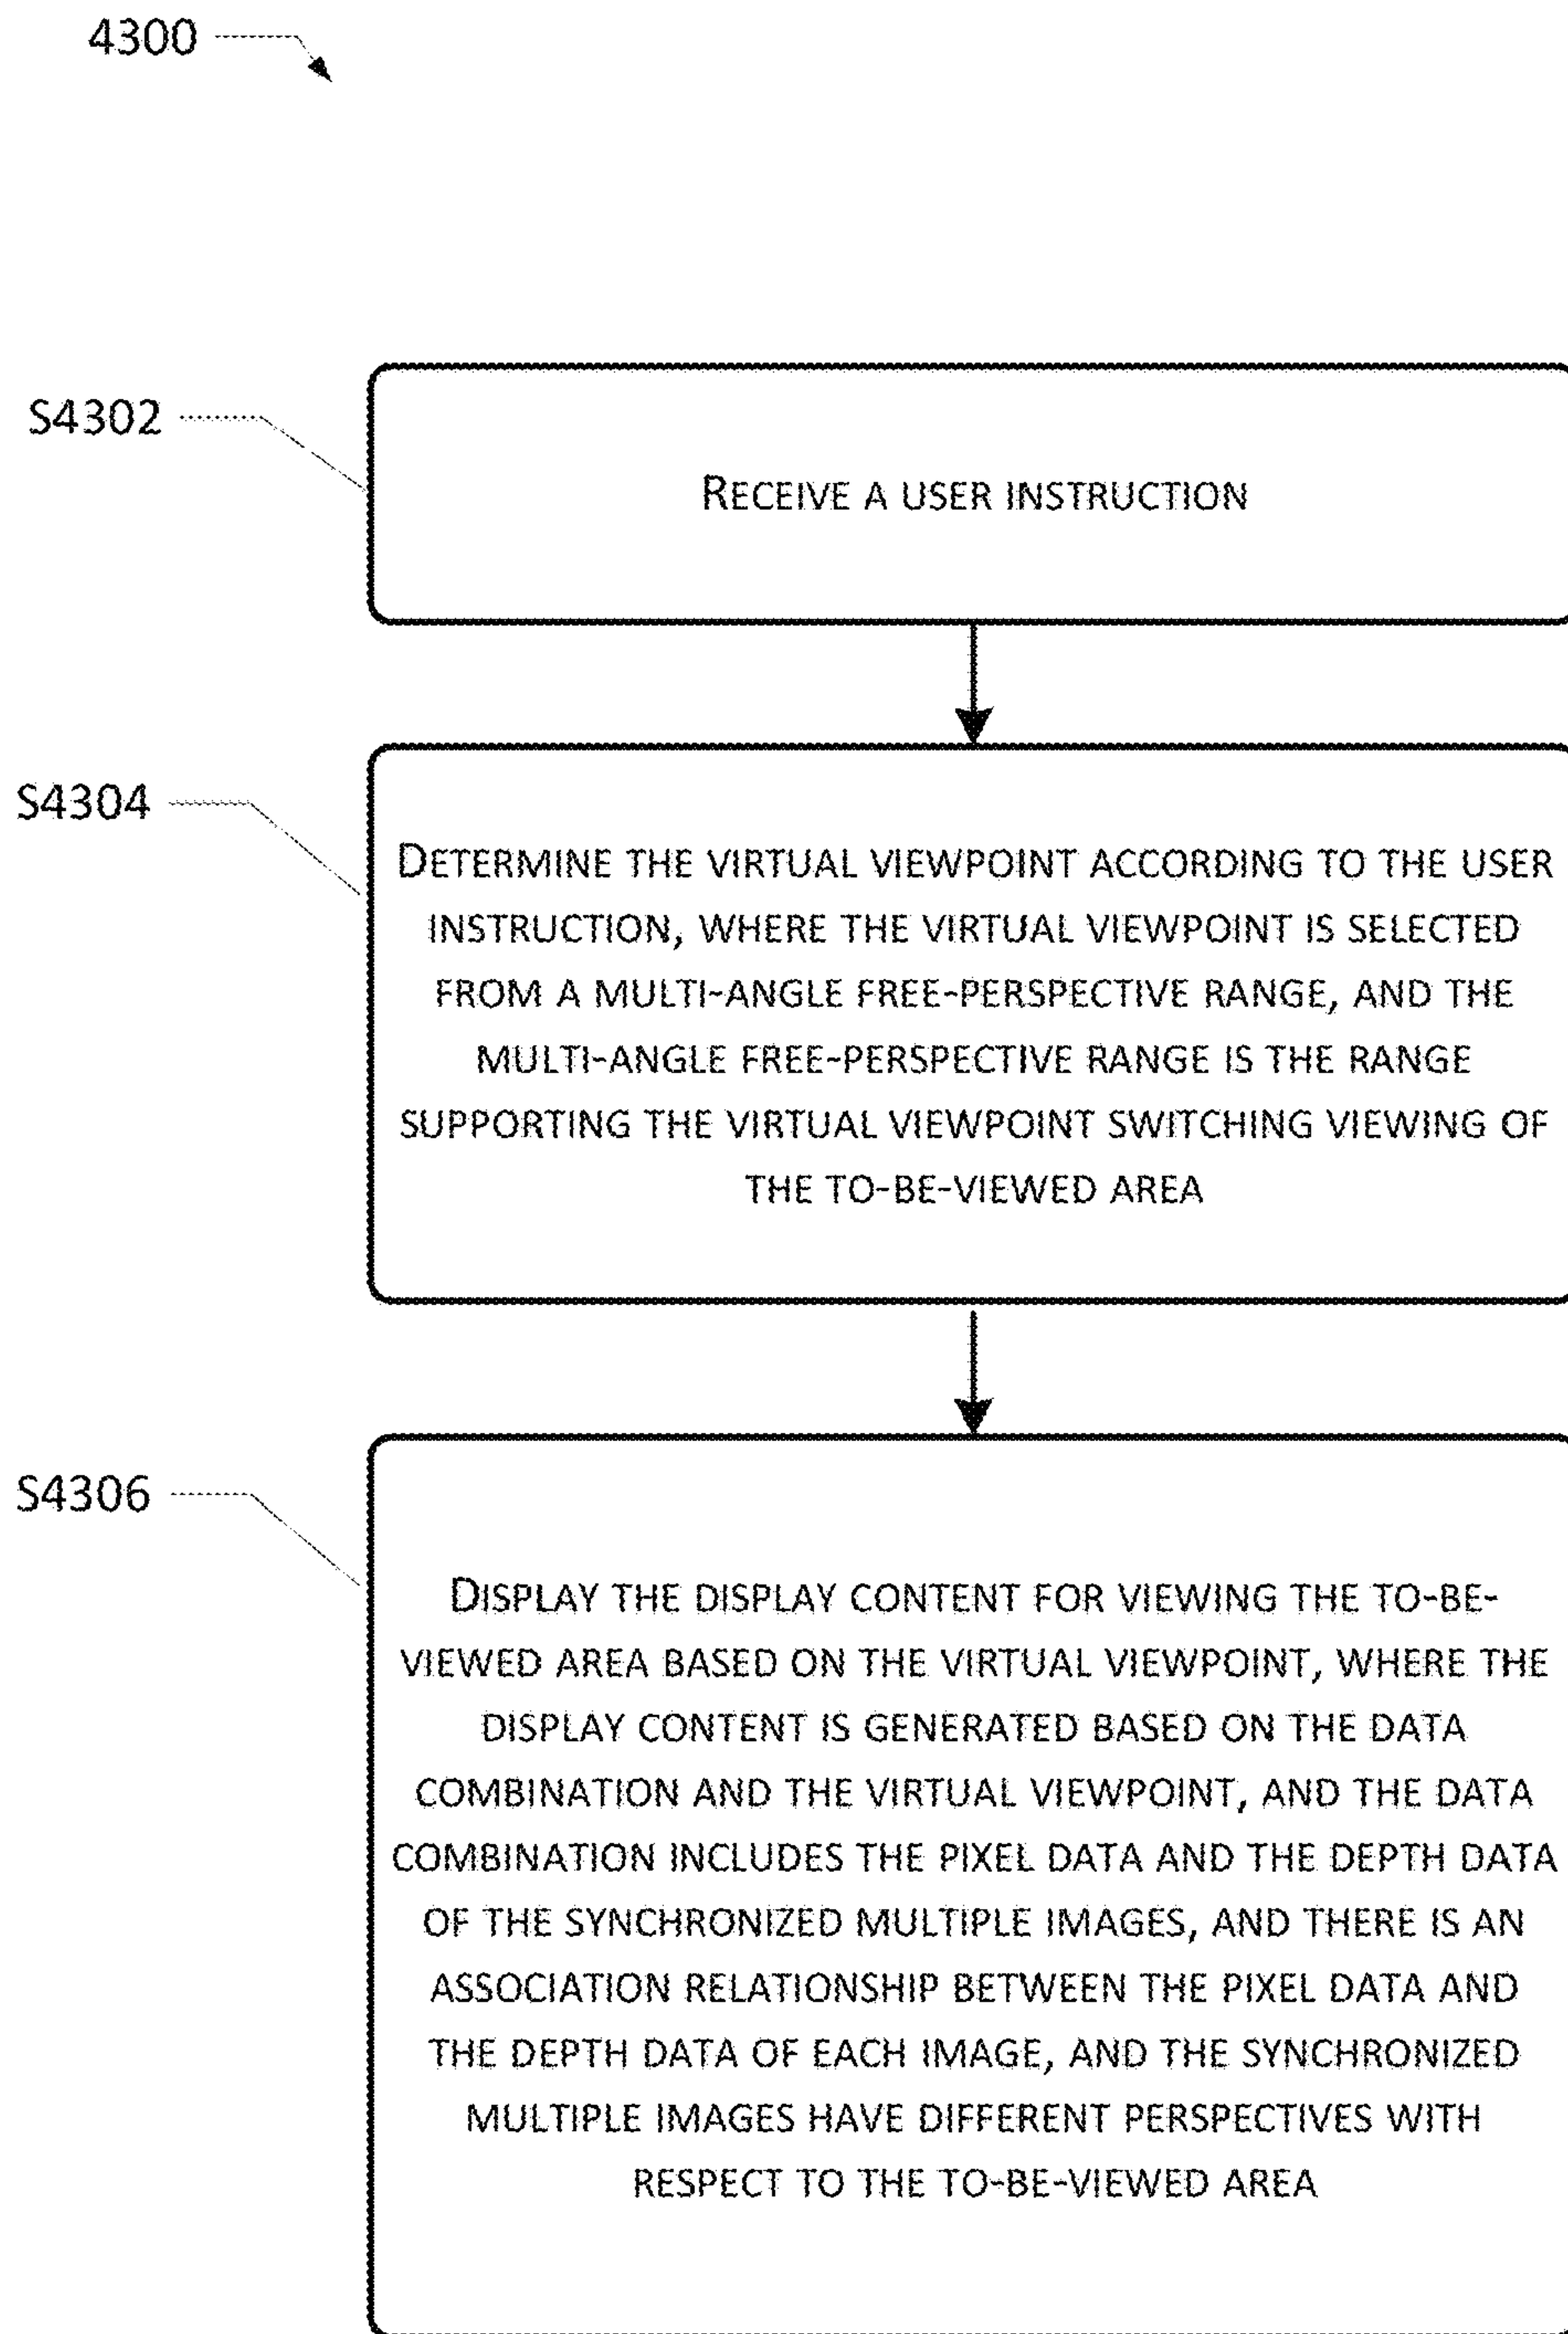 4300
S4302
RECEIVE A USER INSTRUCTION
S4304
DETERMINE THE VIRTUAL VIEWPOINT ACCORDING TO THE USER
INSTRUCTION, WHERE THE VIRTUAL VIEWPOINT IS SELECTED
FROM A MULTI-ANGLE FREE-PERSPECTIVE RANGE, AND THE
MULTI-ANGLE FREE-PERSPECTIVE RANGE IS THE RANGE
SUPPORTING THE VIRTUAL VIEWPOINT SWITCHING VIEWING OF
THE TO-BE-VIEWED AREA
S4306
DISPLAY THE DISPLAY CONTENT FOR VIEWING THE TO-BE-
VIEWED AREA BASED ON THE VIRTUAL VIEWPOINT, WHERE THE
DISPLAY CONTENT IS GENERATED BASED ON THE DATA
COMBINATION AND THE VIRTUAL VIEWPOINT, AND THE DATA
COMBINATION INCLUDES THE PIXEL DATA AND THE DEPTH DATA
OF THE SYNCHRONIZED MULTIPLE IMAGES, AND THERE IS AN
ASSOCIATION RELATIONSHIP BETWEEN THE PIXEL DATA AND
THE DEPTH DATA OF EACH IMAGE, AND THE SYNCHRONIZED
MULTIPLE IMAGES HAVE DIFFERENT PERSPECTIVES WITH
RESPECT TO THE TO-BE-VIEWED AREA